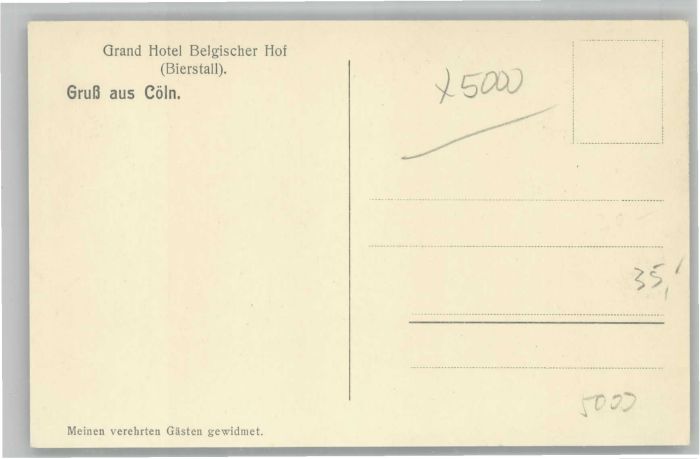 Grand Hotel Belgischer Hof
(Bierstall).
Gruß aus Cöln.
X5000
35,
5000
Meinen verehrten Gästen gewidmet.